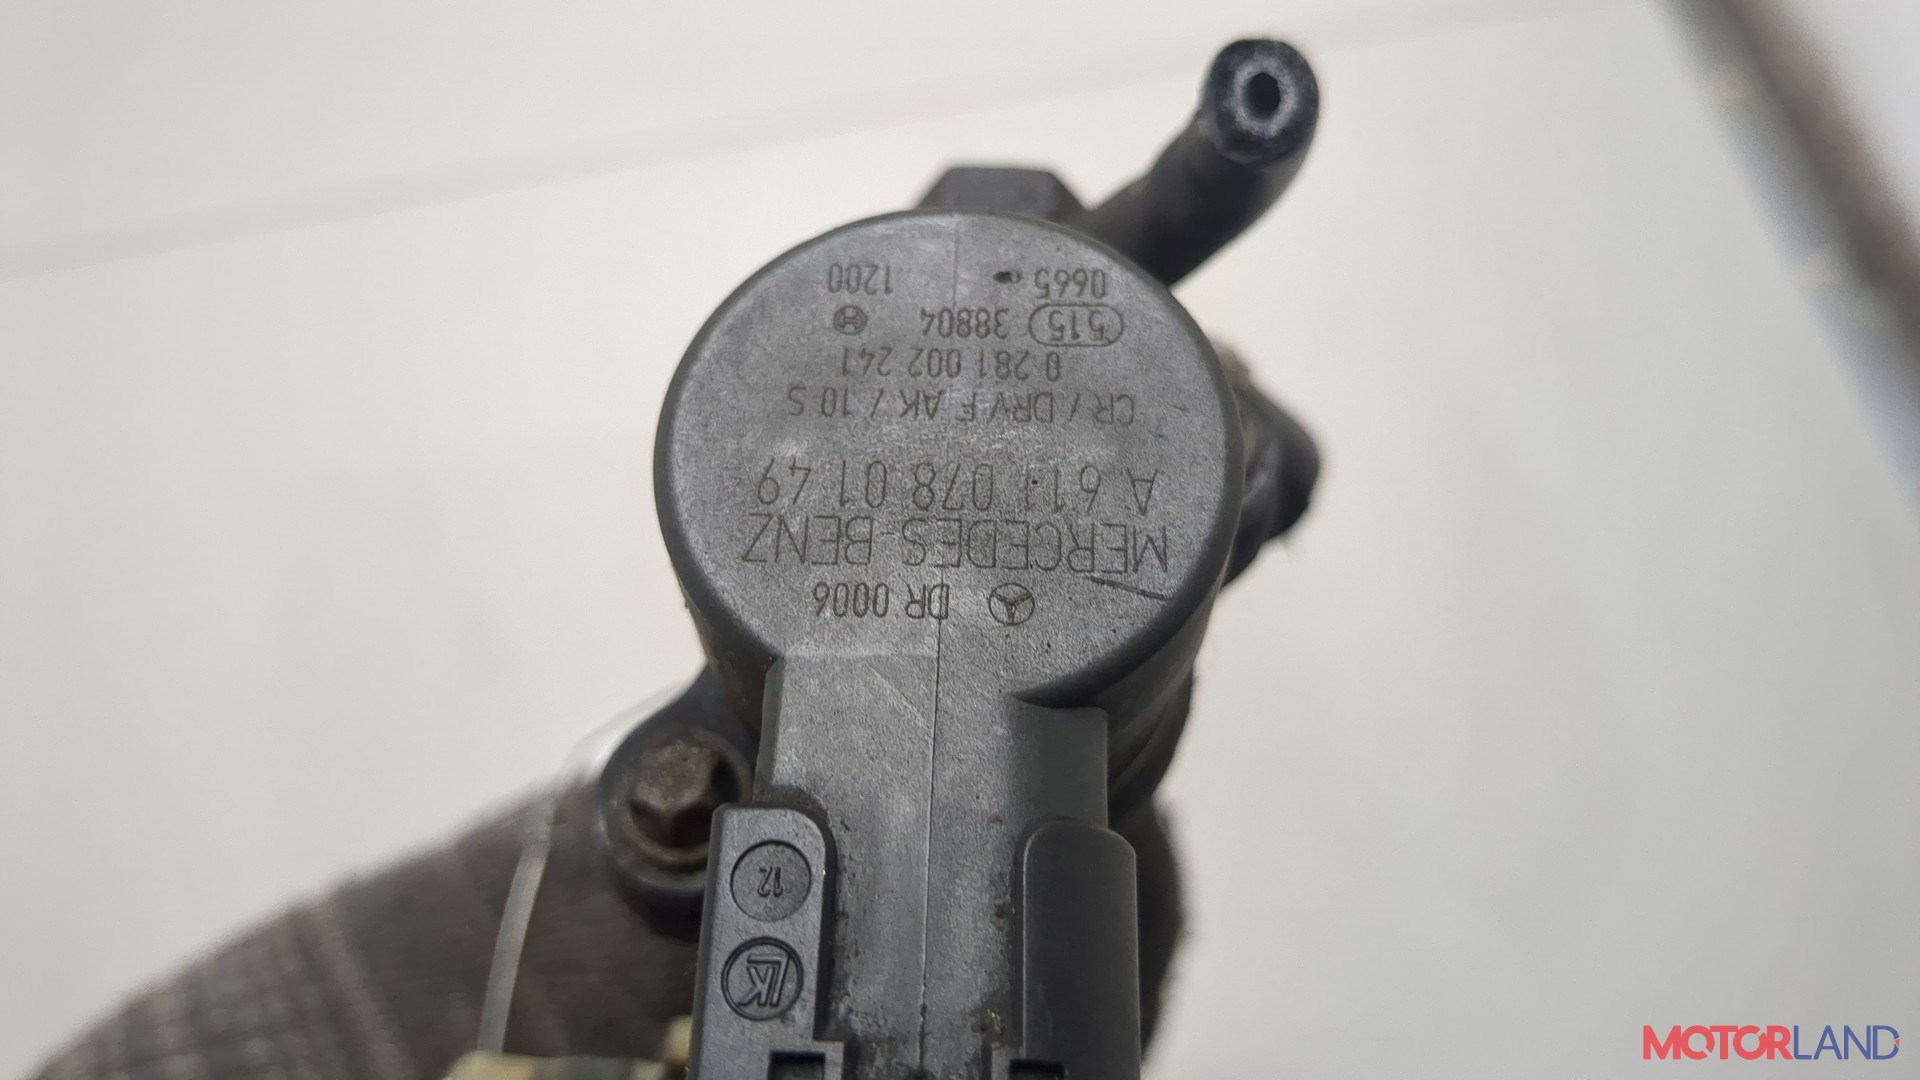 DR 0006
MERCEDES-BENZ
A 611 078 01 49
CR / DRV F AK / 10 S
0 281 002 241
515 38804
0665 1200
12
LK
MOTORLAND